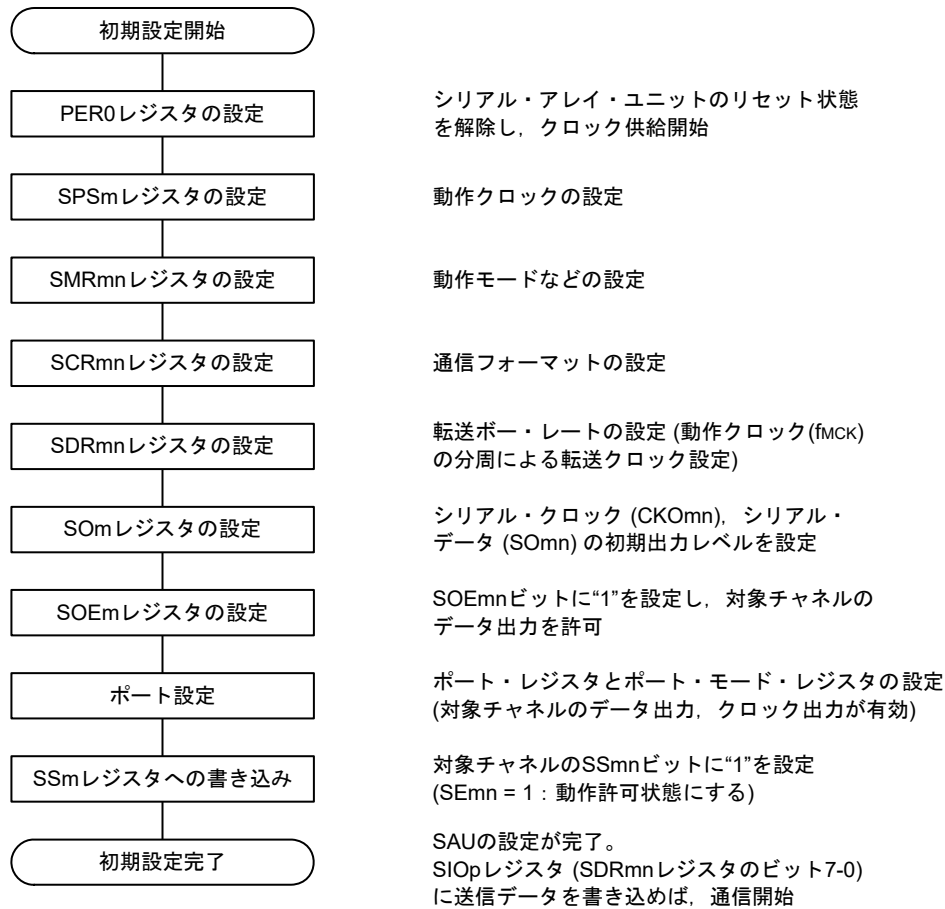 初期設定開始
PER0レジスタの設定
シリアル・アレイ・ユニットのリセット状態
を解除し，クロック供給開始
SPSmレジスタの設定
動作クロックの設定
SMRmnレジスタの設定
動作モードなどの設定
SCRmnレジスタの設定
通信フォーマットの設定
SDRmnレジスタの設定
転送ボー・レートの設定 (動作クロック(fMCK)
の分周による転送クロック設定)
SOmレジスタの設定
シリアル・クロック (CKOmn)，シリアル・
データ (SOmn) の初期出力レベルを設定
SOEmレジスタの設定
SOEmnビットに“1”を設定し，対象チャネルの
データ出力を許可
ポート設定
ポート・レジスタとポート・モード・レジスタの設定
(対象チャネルのデータ出力，クロック出力が有効)
SSmレジスタへの書き込み
対象チャネルのSSmnビットに“1”を設定
(SEmn = 1：動作許可状態にする)
初期設定完了
SAUの設定が完了。
SIOpレジスタ (SDRmnレジスタのビット7-0)
に送信データを書き込めば，通信開始